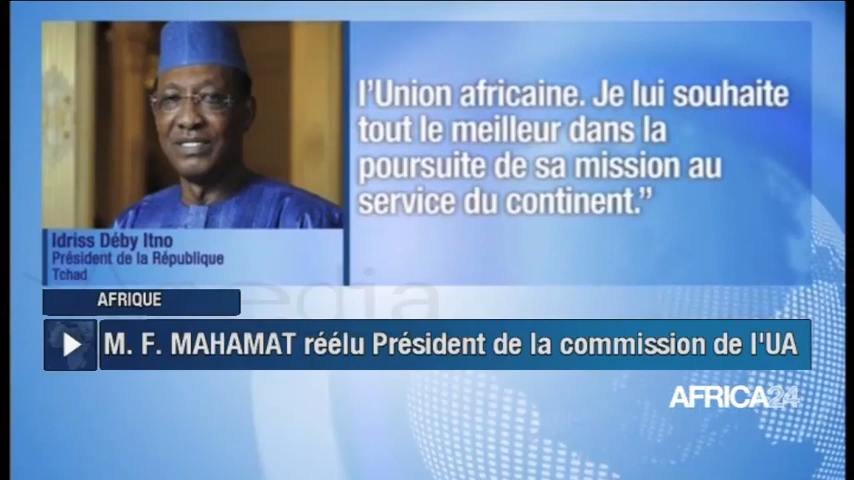 l’Union africaine. Je lui souhaite
tout le meilleur dans la
poursuite de sa mission au
service du continent.”
Idriss Déby Itno
Président de la République
Tchad
AFRIQUE
M. F. MAHAMAT réélu Président de la commission de l'UA
AFRICA24